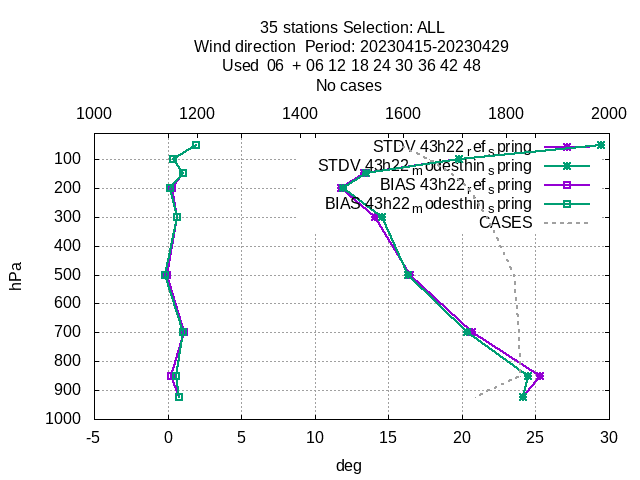 35 stations Selection: ALL
Wind direction  Period: 20230415-20230429
Used  06  + 06 12 18 24 30 36 42 48
No cases
1000 1200 1400 1600 1800 2000
STDV 43h22_ref_spring
STDV 43h22_modesthin_spring
BIAS 43h22_ref_spring
BIAS 43h22_modesthin_spring
CASES
100
200
300
400
500
600
700
800
900
1000
hPa
-5 0 5 10 15 20 25 30
deg